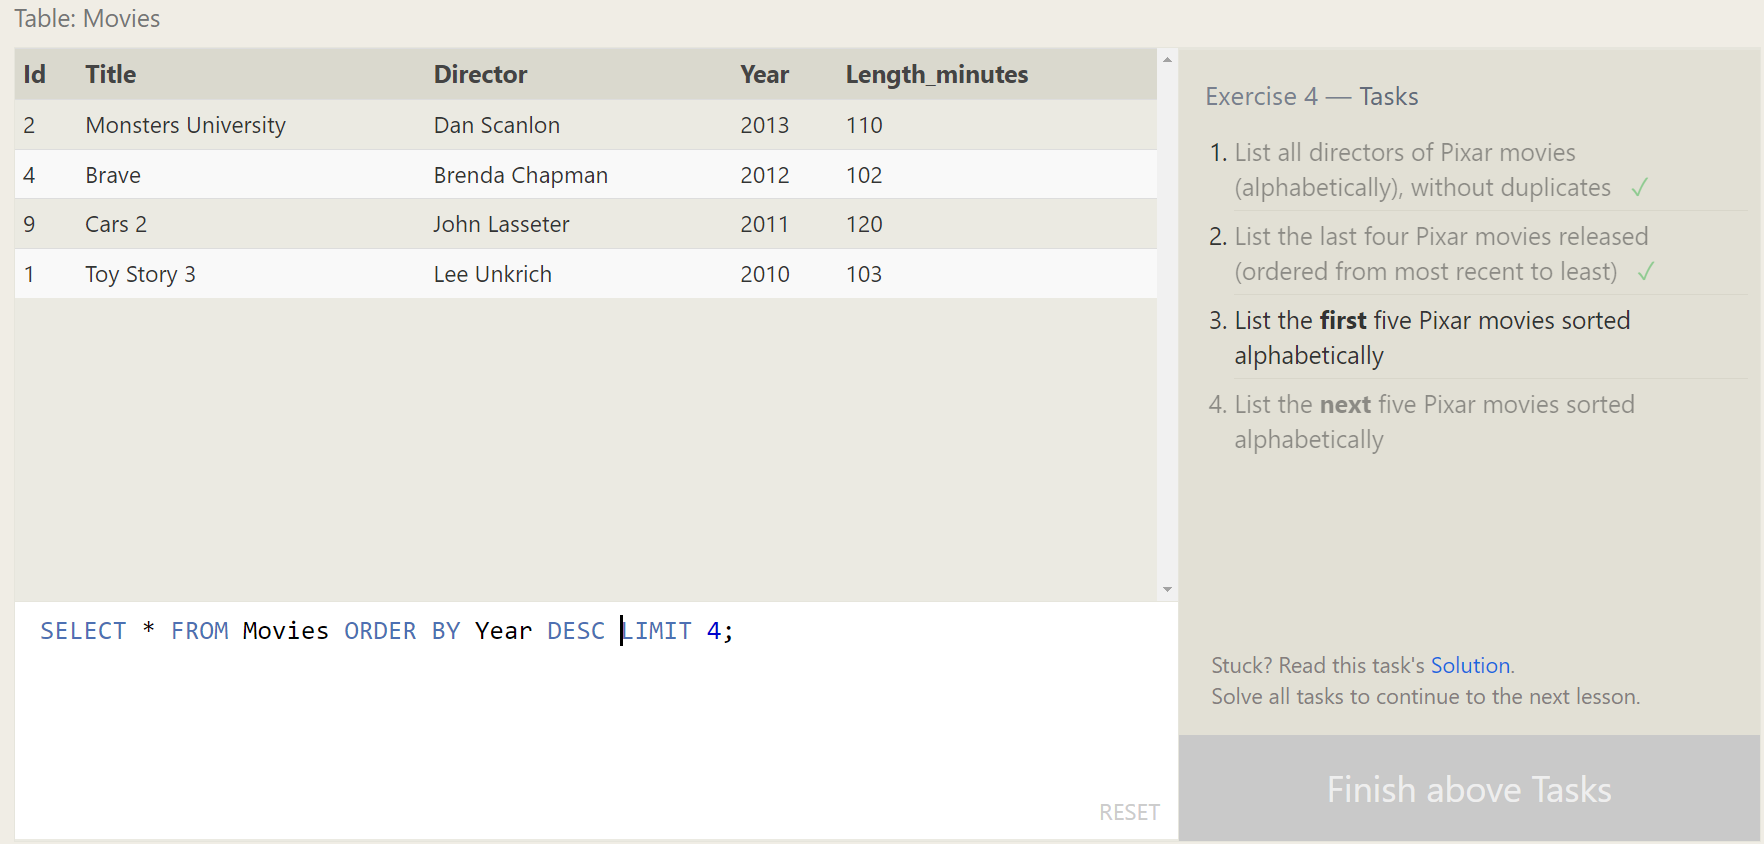 Table: Movies
Id Title Director Year Length_minutes
2 Monsters University Dan Scanlon 2013 110
4 Brave Brenda Chapman 2012 102
9 Cars 2 John Lasseter 2011 120
1 Toy Story 3 Lee Unkrich 2010 103
SELECT * FROM Movies ORDER BY Year DESC LIMIT 4;
RESET
Exercise 4 — Tasks
1. List all directors of Pixar movies
(alphabetically), without duplicates ✓
2. List the last four Pixar movies released
(ordered from most recent to least) ✓
3. List the first five Pixar movies sorted
alphabetically
4. List the next five Pixar movies sorted
alphabetically
Stuck? Read this task's Solution.
Solve all tasks to continue to the next lesson.
Finish above Tasks